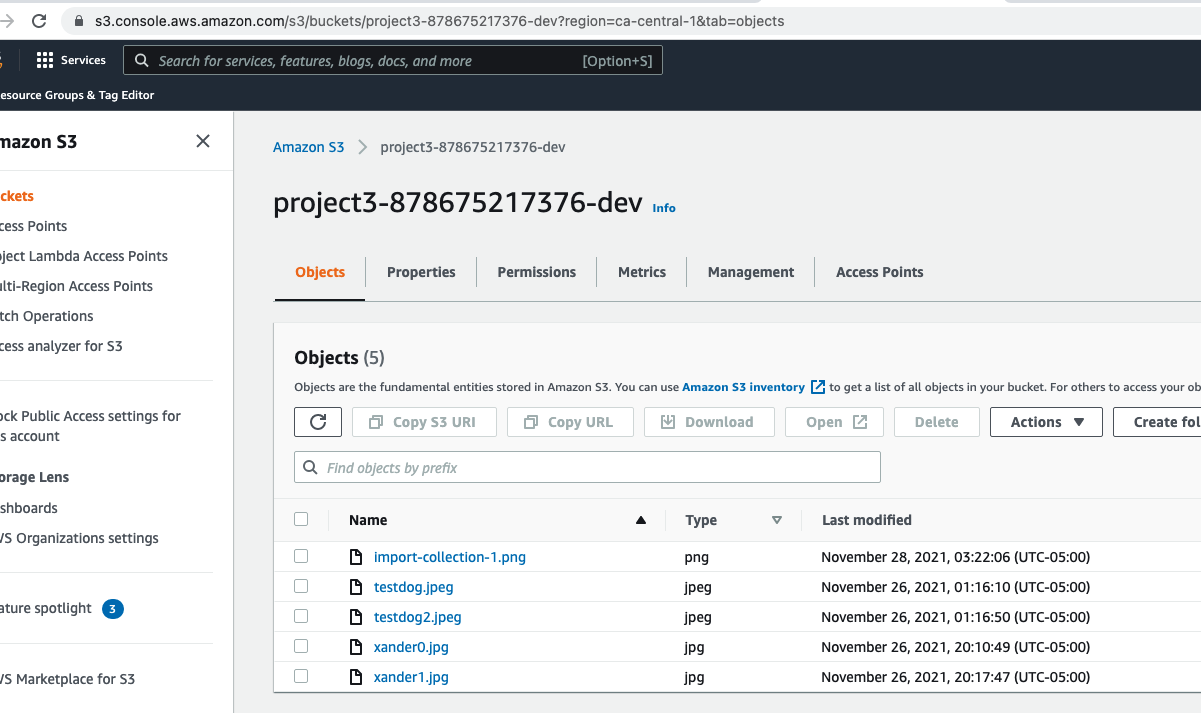 s3.console.aws.amazon.com/s3/buckets/project3-878675217376-dev?region=ca-central-1&tab=objects
Services
Search for services, features, blogs, docs, and more [Option+S]
esource Groups & Tag Editor
mazon S3
ckets
cess Points
ject Lambda Access Points
ulti-Region Access Points
tch Operations
cess analyzer for S3
ock Public Access settings for
s account
orage Lens
shboards
VS Organizations settings
ature spotlight 3
VS Marketplace for S3
Amazon S3 > project3-878675217376-dev
project3-878675217376-dev Info
Objects Properties Permissions Metrics Management Access Points
Objects (5)
Objects are the fundamental entities stored in Amazon S3. You can use Amazon S3 inventory to get a list of all objects in your bucket. For others to access your ob
Copy S3 URI Copy URL Download Open Delete Actions Create fol
Find objects by prefix
Name Type Last modified
import-collection-1.png png November 28, 2021, 03:22:06 (UTC-05:00)
testdog.jpeg jpeg November 26, 2021, 01:16:10 (UTC-05:00)
testdog2.jpeg jpeg November 26, 2021, 01:16:50 (UTC-05:00)
xander0.jpg jpg November 26, 2021, 20:10:49 (UTC-05:00)
xander1.jpg jpg November 26, 2021, 20:17:47 (UTC-05:00)